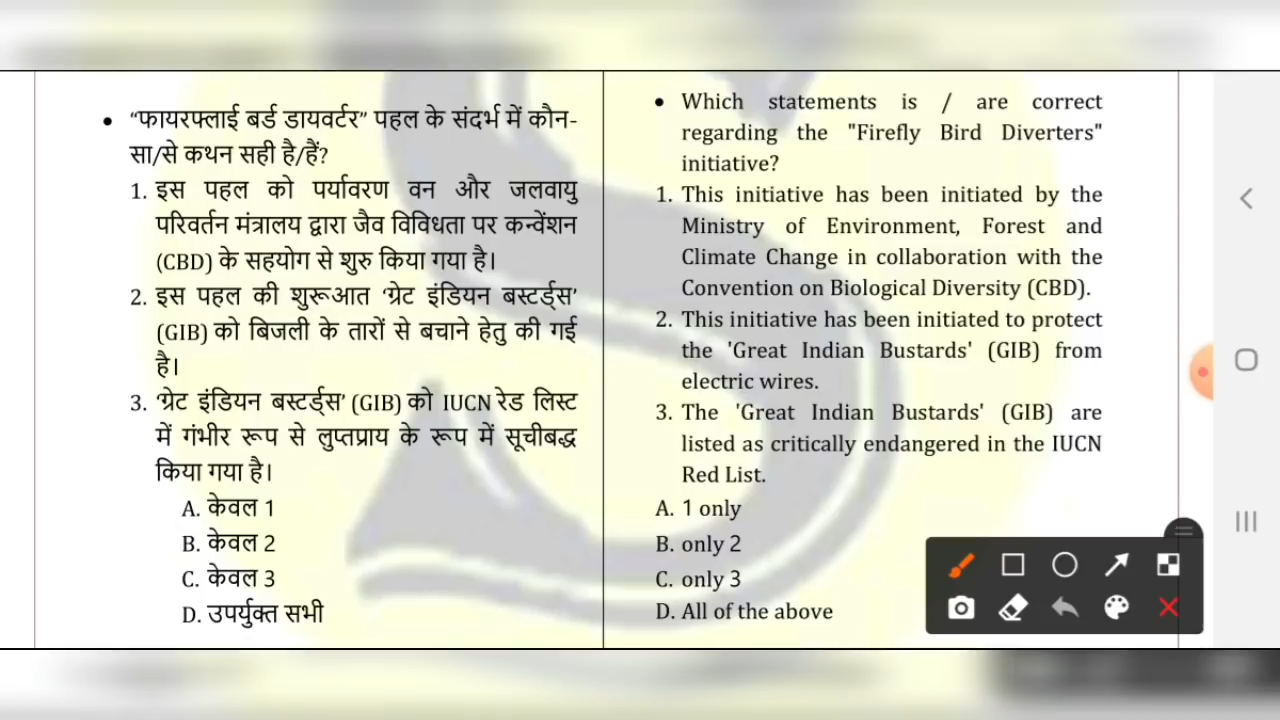 • “फायरफ्लाई बर्ड डायवर्टर” पहल के संदर्भ में कौन-
सा/से कथन सही है/हैं?
1. इस पहल को पर्यावरण वन और जलवायु
परिवर्तन मंत्रालय द्वारा जैव विविधता पर कन्वेंशन
(CBD) के सहयोग से शुरु किया गया है।
2. इस पहल की शुरूआत ‘ग्रेट इंडियन बस्टर्ड्स’
(GIB) को बिजली के तारों से बचाने हेतु की गई
है।
3. ‘ग्रेट इंडियन बस्टर्ड्स’ (GIB) को IUCN रेड लिस्ट
में गंभीर रूप से लुप्तप्राय के रूप में सूचीबद्ध
किया गया है।
A. केवल 1
B. केवल 2
C. केवल 3
D. उपर्युक्त सभी
• Which statements is / are correct
regarding the "Firefly Bird Diverters"
initiative?
1. This initiative has been initiated by the
Ministry of Environment, Forest and
Climate Change in collaboration with the
Convention on Biological Diversity (CBD).
2. This initiative has been initiated to protect
the 'Great Indian Bustards' (GIB) from
electric wires.
3. The 'Great Indian Bustards' (GIB) are
listed as critically endangered in the IUCN
Red List.
A. 1 only
B. only 2
C. only 3
D. All of the above